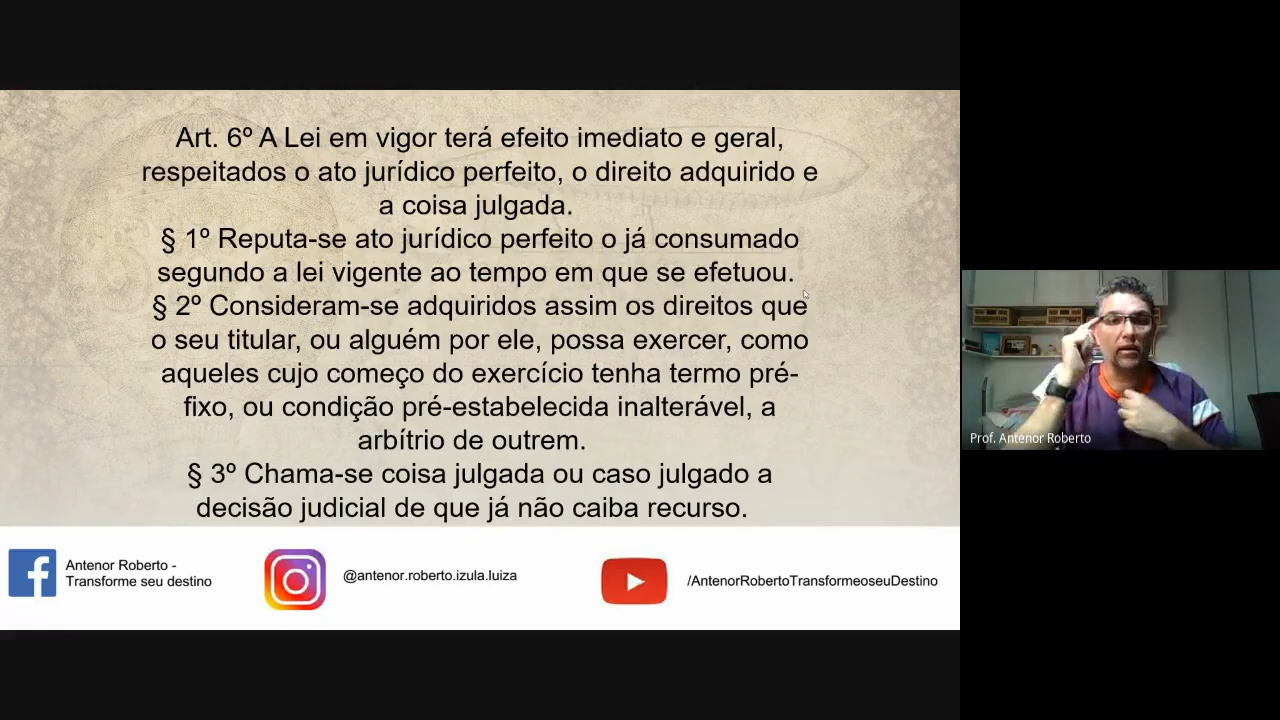 Art. 6º A Lei em vigor terá efeito imediato e geral,
respeitados o ato jurídico perfeito, o direito adquirido e
a coisa julgada.
§ 1º Reputa-se ato jurídico perfeito o já consumado
segundo a lei vigente ao tempo em que se efetuou.
§ 2º Consideram-se adquiridos assim os direitos que
o seu titular, ou alguém por ele, possa exercer, como
aqueles cujo começo do exercício tenha termo pré-
fixo, ou condição pré-estabelecida inalterável, a
arbítrio de outrem.
§ 3º Chama-se coisa julgada ou caso julgado a
decisão judicial de que já não caiba recurso.
Antenor Roberto -
Transforme seu destino
@antenor.roberto.izula.luiza
/AntenorRobertoTransformeoseuDestino
Prof. Antenor Roberto